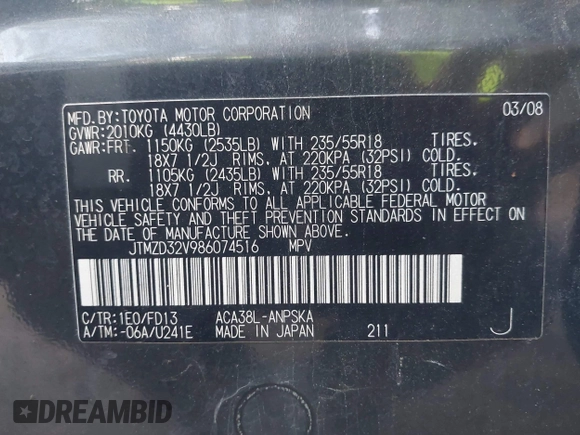 MFD.BY:TOYOTA MOTOR CORPORATION 03/08
GVWR:2010KG (4430LB)
GAWR:FRT. 1150KG (2535LB) WITH 235/55R18 TIRES.
18X7 1/2J RIMS. AT 220KPA (32PSI) COLD.
RR. 1105KG (2435LB) WITH 235/55R18 TIRES.
18X7 1/2J RIMS. AT 220KPA (32PSI) COLD.
THIS VEHICLE CONFORMS TO ALL APPLICABLE FEDERAL MOTOR
VEHICLE SAFETY AND THEFT PREVENTION STANDARDS IN EFFECT ON
THE DATE OF MANUFACTURE SHOWN ABOVE.
JTMZD32V986074516 MPV
C/TR:1E0/FD13 ACA38L-ANPSKA
A/TM:-06A/U241E MADE IN JAPAN 211 J
DREAMBID